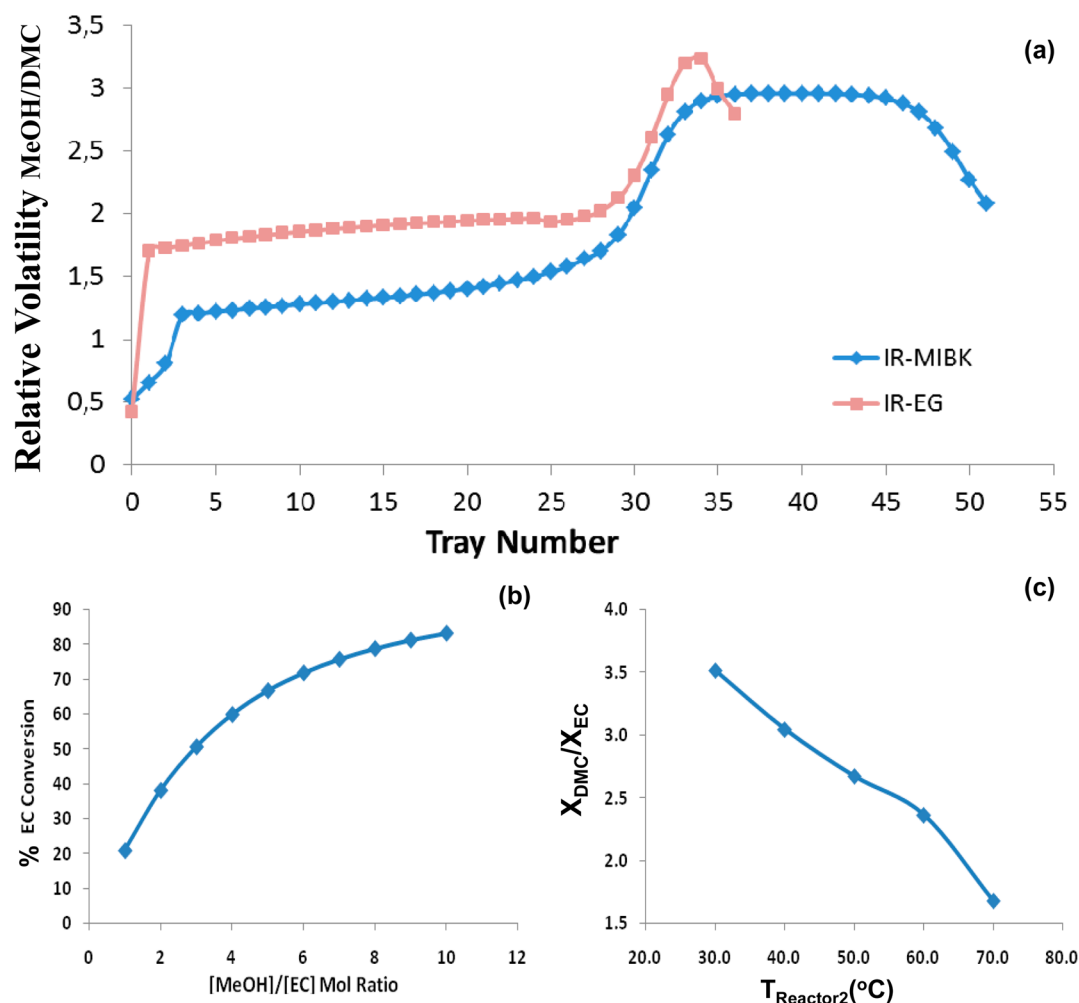 (a)
Relative Volatility MeOH/DMC
3,5
3
2,5
2
1,5
1
0,5
0
IR-MIBK
IR-EG
0 5 10 15 20 25 30 35 40 45 50 55
Tray Number
(b)
% EC Conversion
90
80
70
60
50
40
30
20
10
0
0 2 4 6 8 10 12
[MeOH]/[EC] Mol Ratio
(c)
XDMC/XEC
4.0
3.5
3.0
2.5
2.0
1.5
20.0 30.0 40.0 50.0 60.0 70.0 80.0
TReactor2(°C)